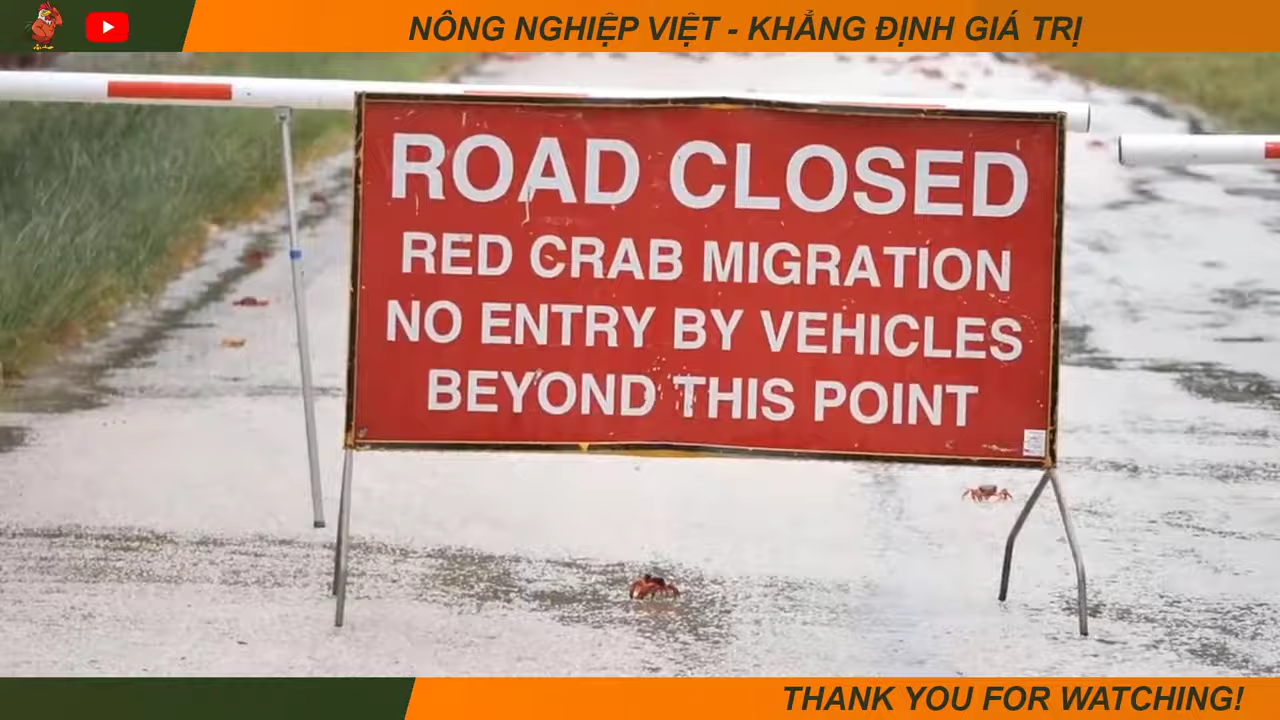 NÔNG NGHIỆP VIỆT - KHẲNG ĐỊNH GIÁ TRỊ
ROAD CLOSED
RED CRAB MIGRATION
NO ENTRY BY VEHICLES
BEYOND THIS POINT
THANK YOU FOR WATCHING!